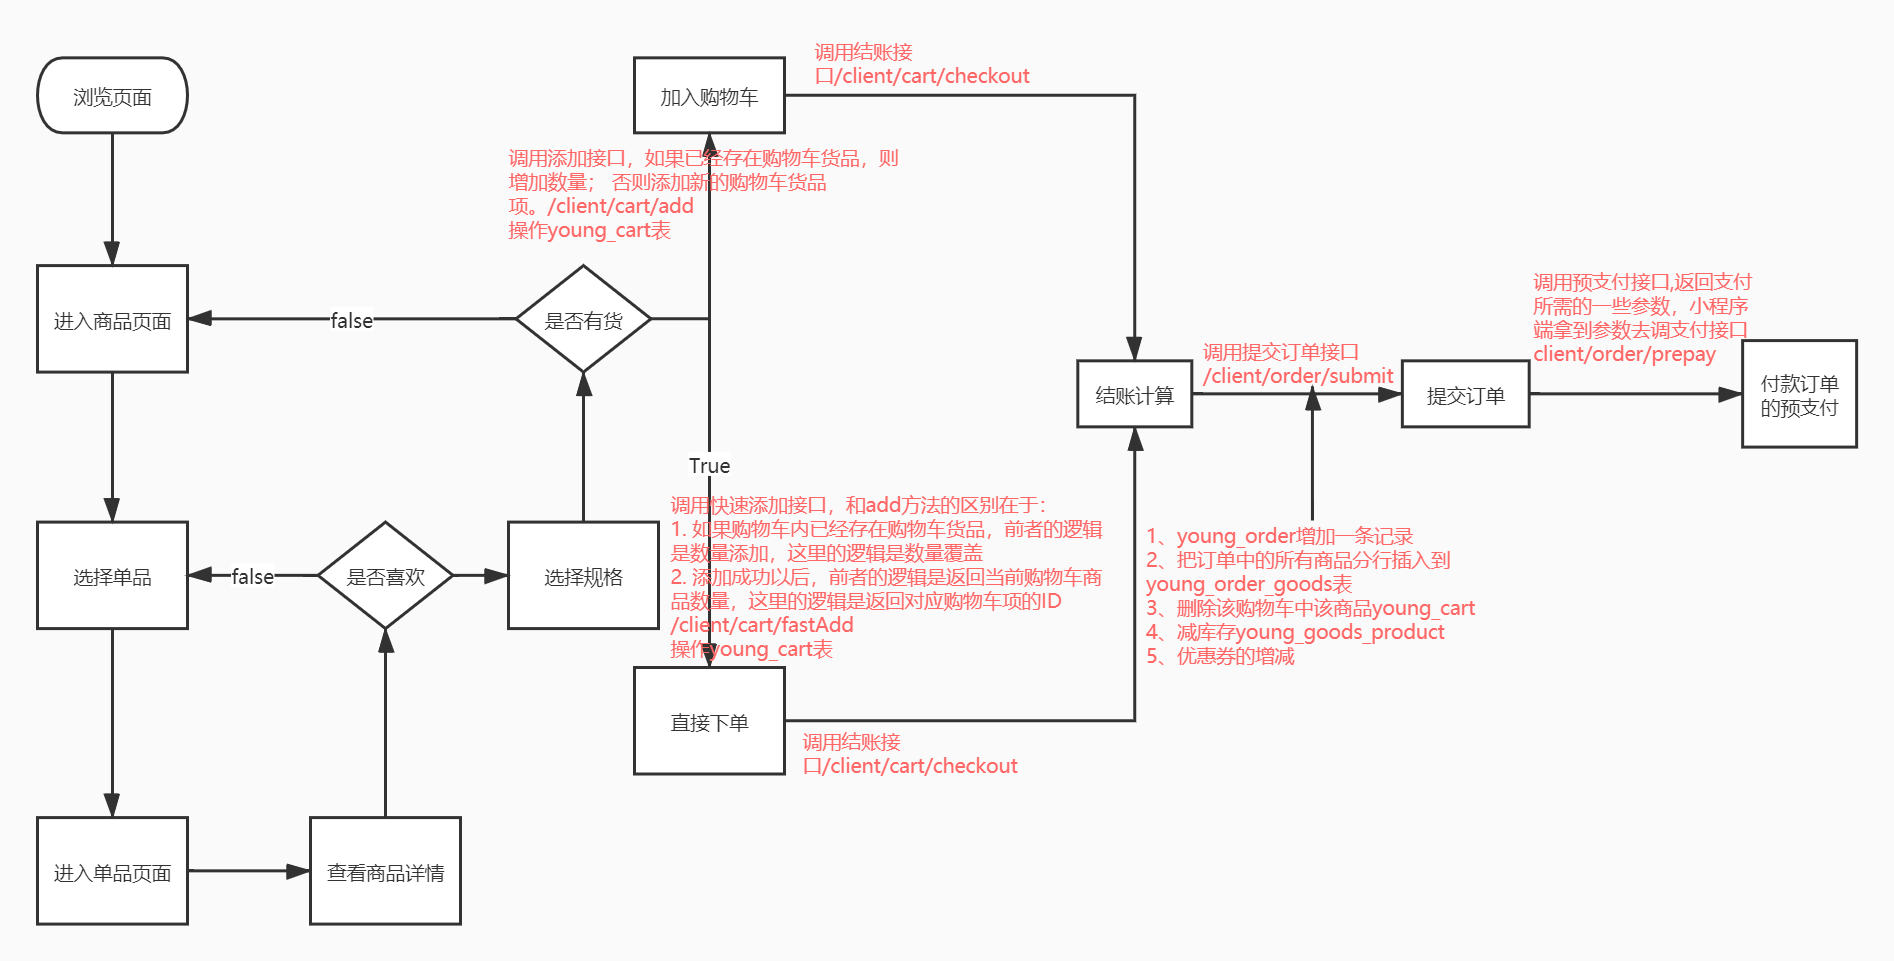 浏览页面
进入商品页面
选择单品
进入单品页面
查看商品详情
是否喜欢
false
选择规格
是否有货
false
True
加入购物车
调用添加接口，如果已经存在购物车货品，则
增加数量； 否则添加新的购物车货品
项。/client/cart/add
操作young_cart表
调用结账接
口/client/cart/checkout
调用快速添加接口，和add方法的区别在于：
1. 如果购物车内已经存在购物车货品，前者的逻辑
是数量添加，这里的逻辑是数量覆盖
2. 添加成功以后，前者的逻辑是返回当前购物车商
品数量，这里的逻辑是返回对应购物车项的ID
/client/cart/fastAdd
操作young_cart表
直接下单
调用结账接
口/client/cart/checkout
结账计算
调用提交订单接口
/client/order/submit
1、young_order增加一条记录
2、把订单中的所有商品分行插入到
young_order_goods表
3、删除该购物车中该商品young_cart
4、减库存young_goods_product
5、优惠券的增减
提交订单
调用预支付接口,返回支付
所需的一些参数，小程序
端拿到参数去调支付接口
client/order/prepay
付款订单
的预支付